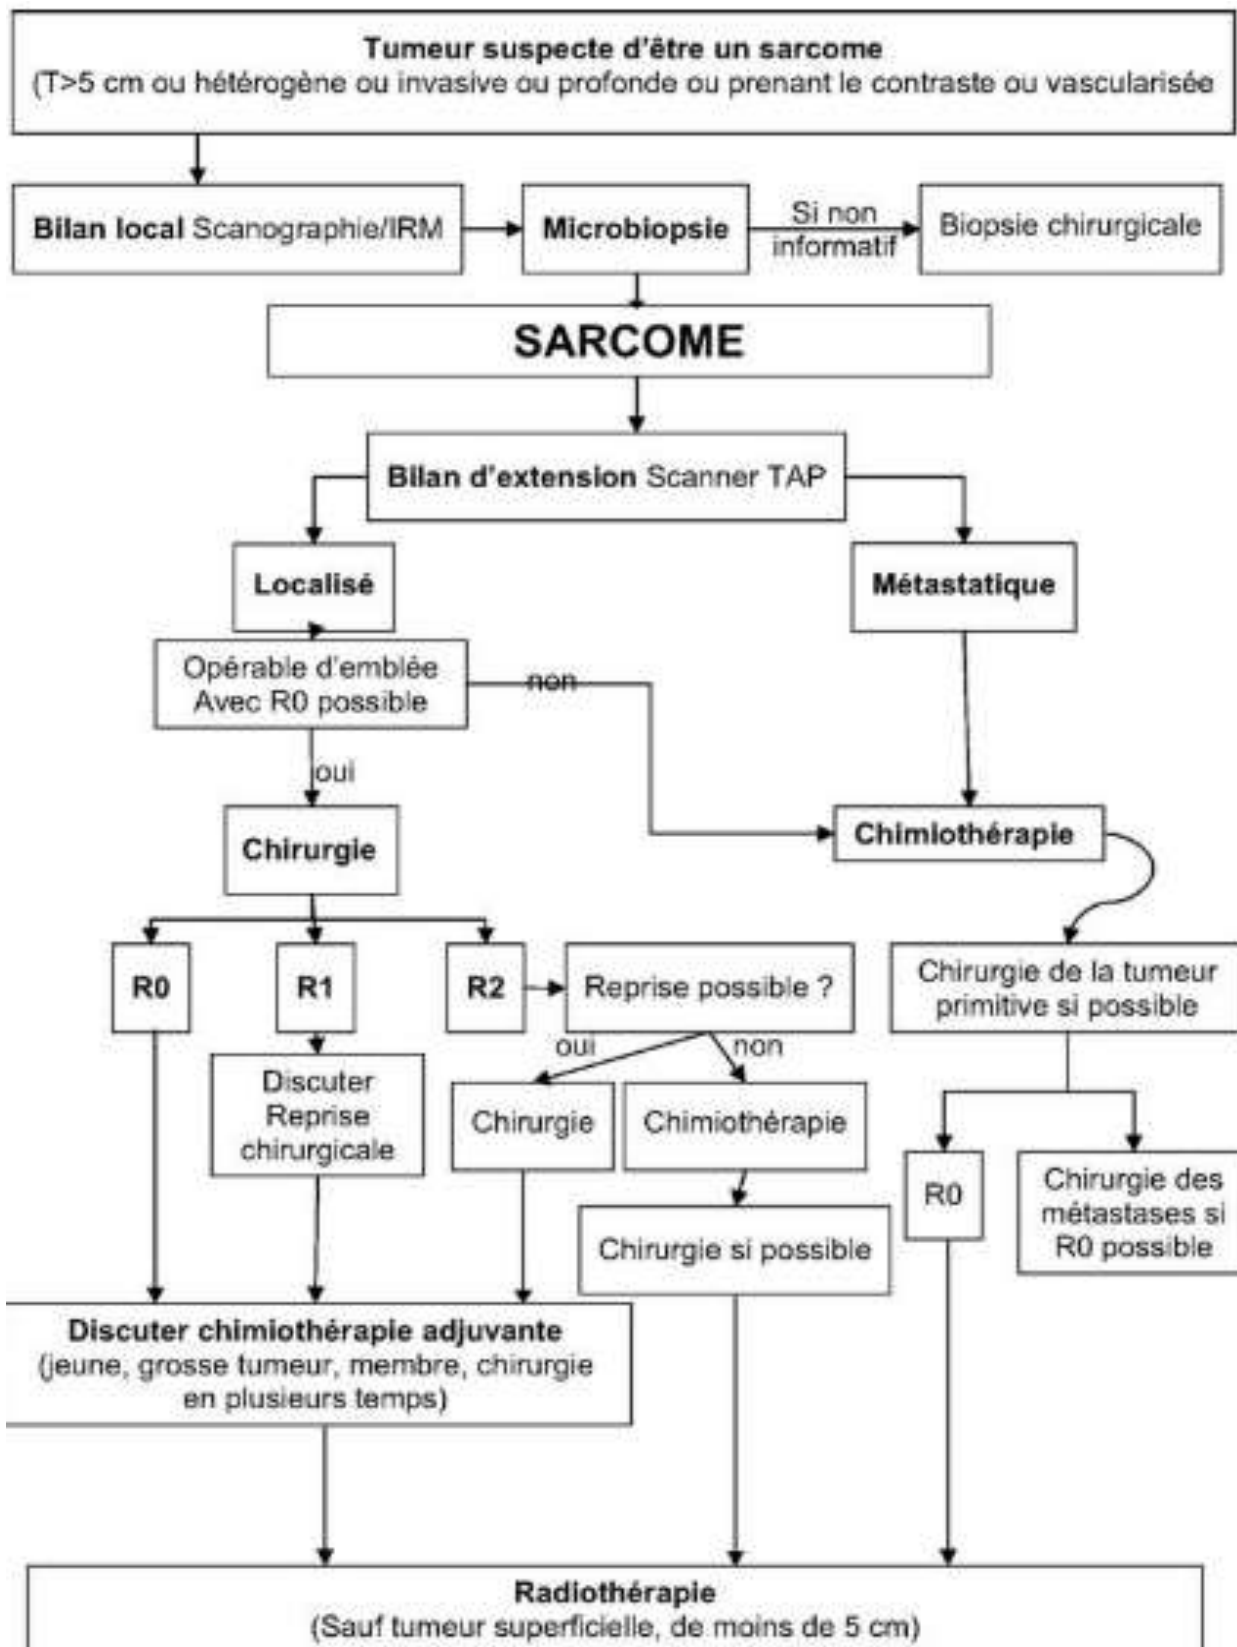 Tumeur suspecte d'être un sarcome
(T>5 cm ou hétérogène ou invasive ou profonde ou prenant le contraste ou vascularisée
Bilan local Scanographie/IRM
Microbiopsie
Si non
informatif
Biopsie chirurgicale
SARCOME
Bilan d'extension Scanner TAP
Localisé
Métastatique
Opérable d'emblée
Avec R0 possible
non
oui
Chirurgie
Chimiothérapie
R0
R1
R2
Reprise possible ?
Chirurgie de la tumeur
primitive si possible
oui
non
Discuter
Reprise
chirurgicale
Chirurgie
Chimiothérapie
R0
Chirurgie des
métastases si
R0 possible
Chirurgie si possible
Discuter chimiothérapie adjuvante
(jeune, grosse tumeur, membre, chirurgie
en plusieurs temps)
Radiothérapie
(Sauf tumeur superficielle, de moins de 5 cm)